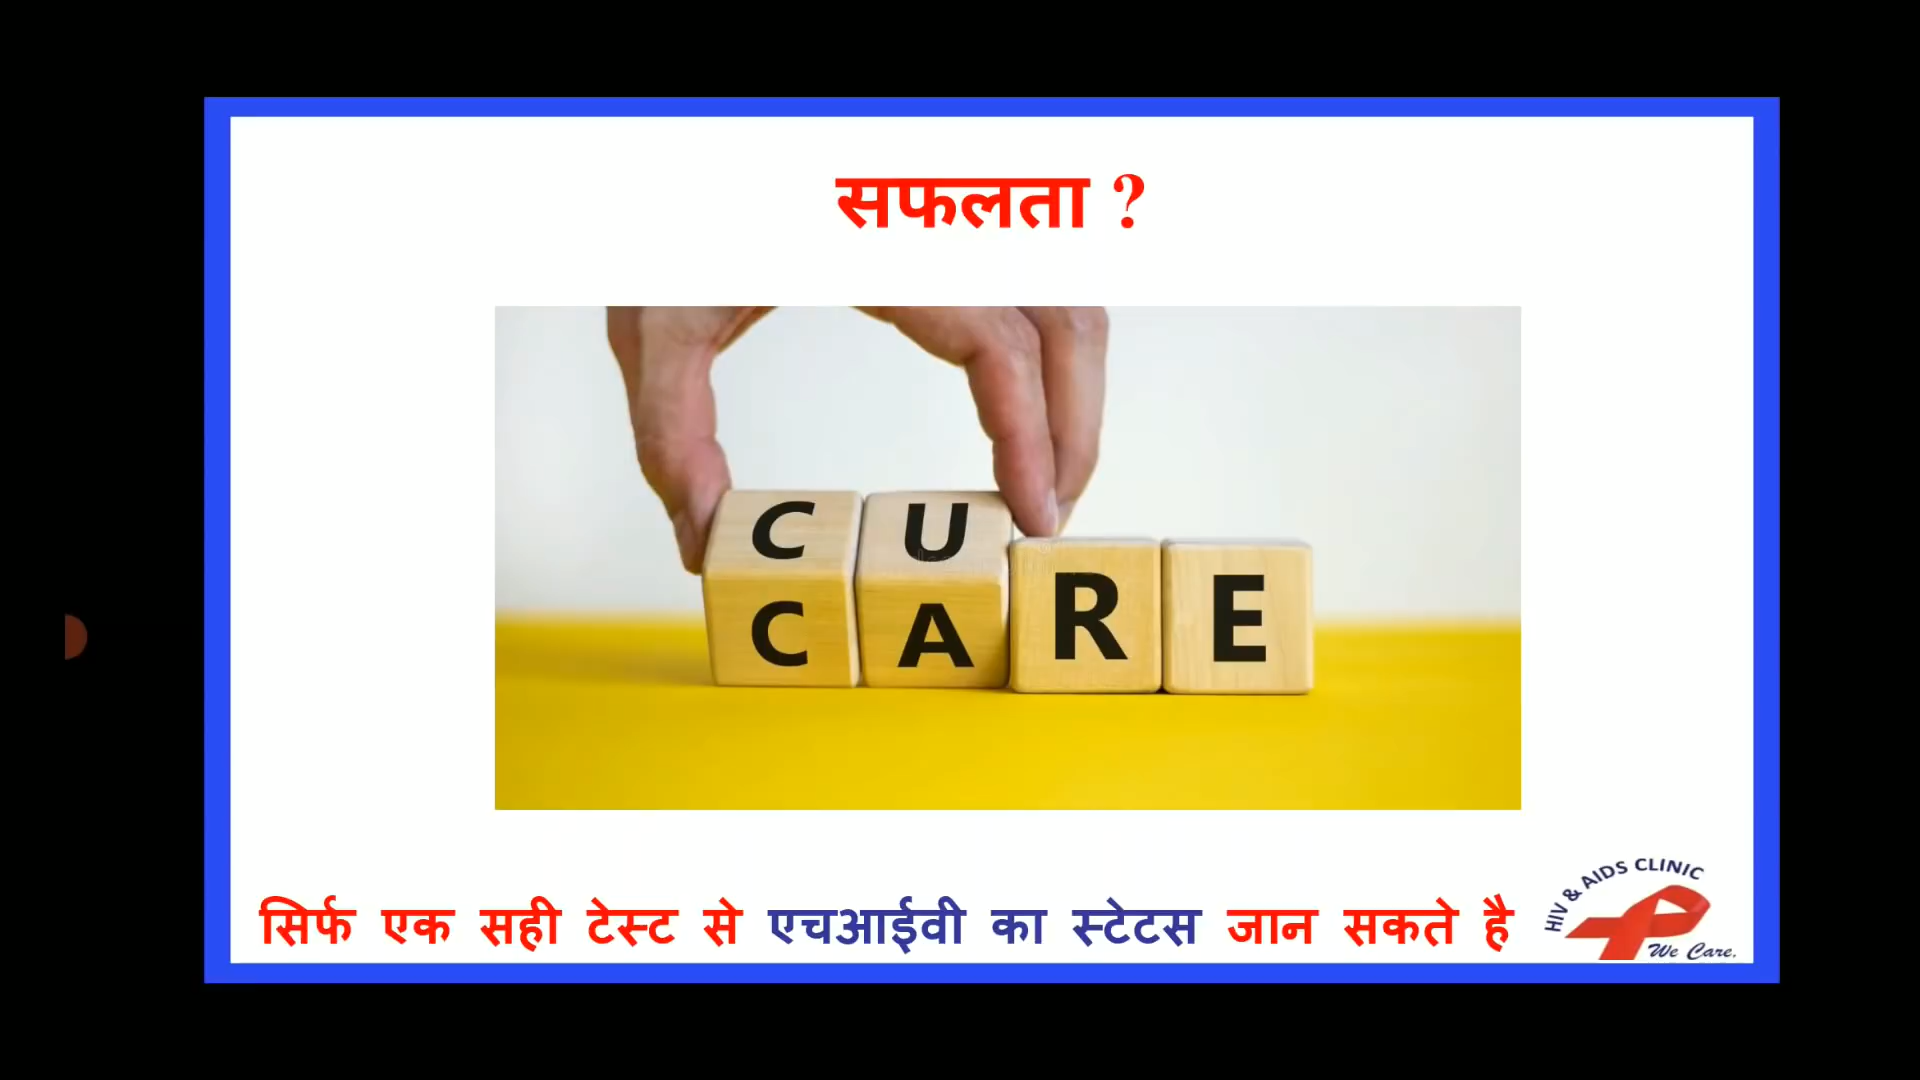 सफलता ?
C U
C A R E
सिर्फ एक सही टेस्ट से एचआईवी का स्टेटस जान सकते है
HIV & AIDS CLINIC
We Care.